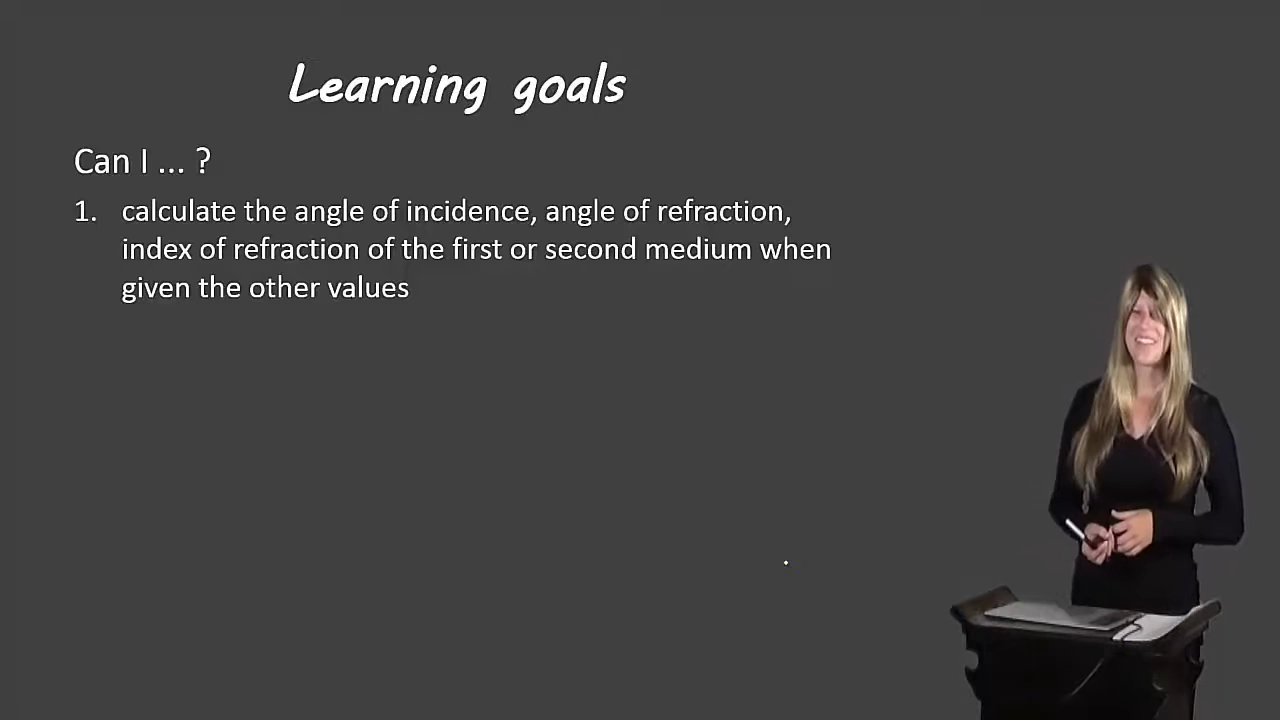 Learning goals
Can I ... ?
1. calculate the angle of incidence, angle of refraction,
index of refraction of the first or second medium when
given the other values